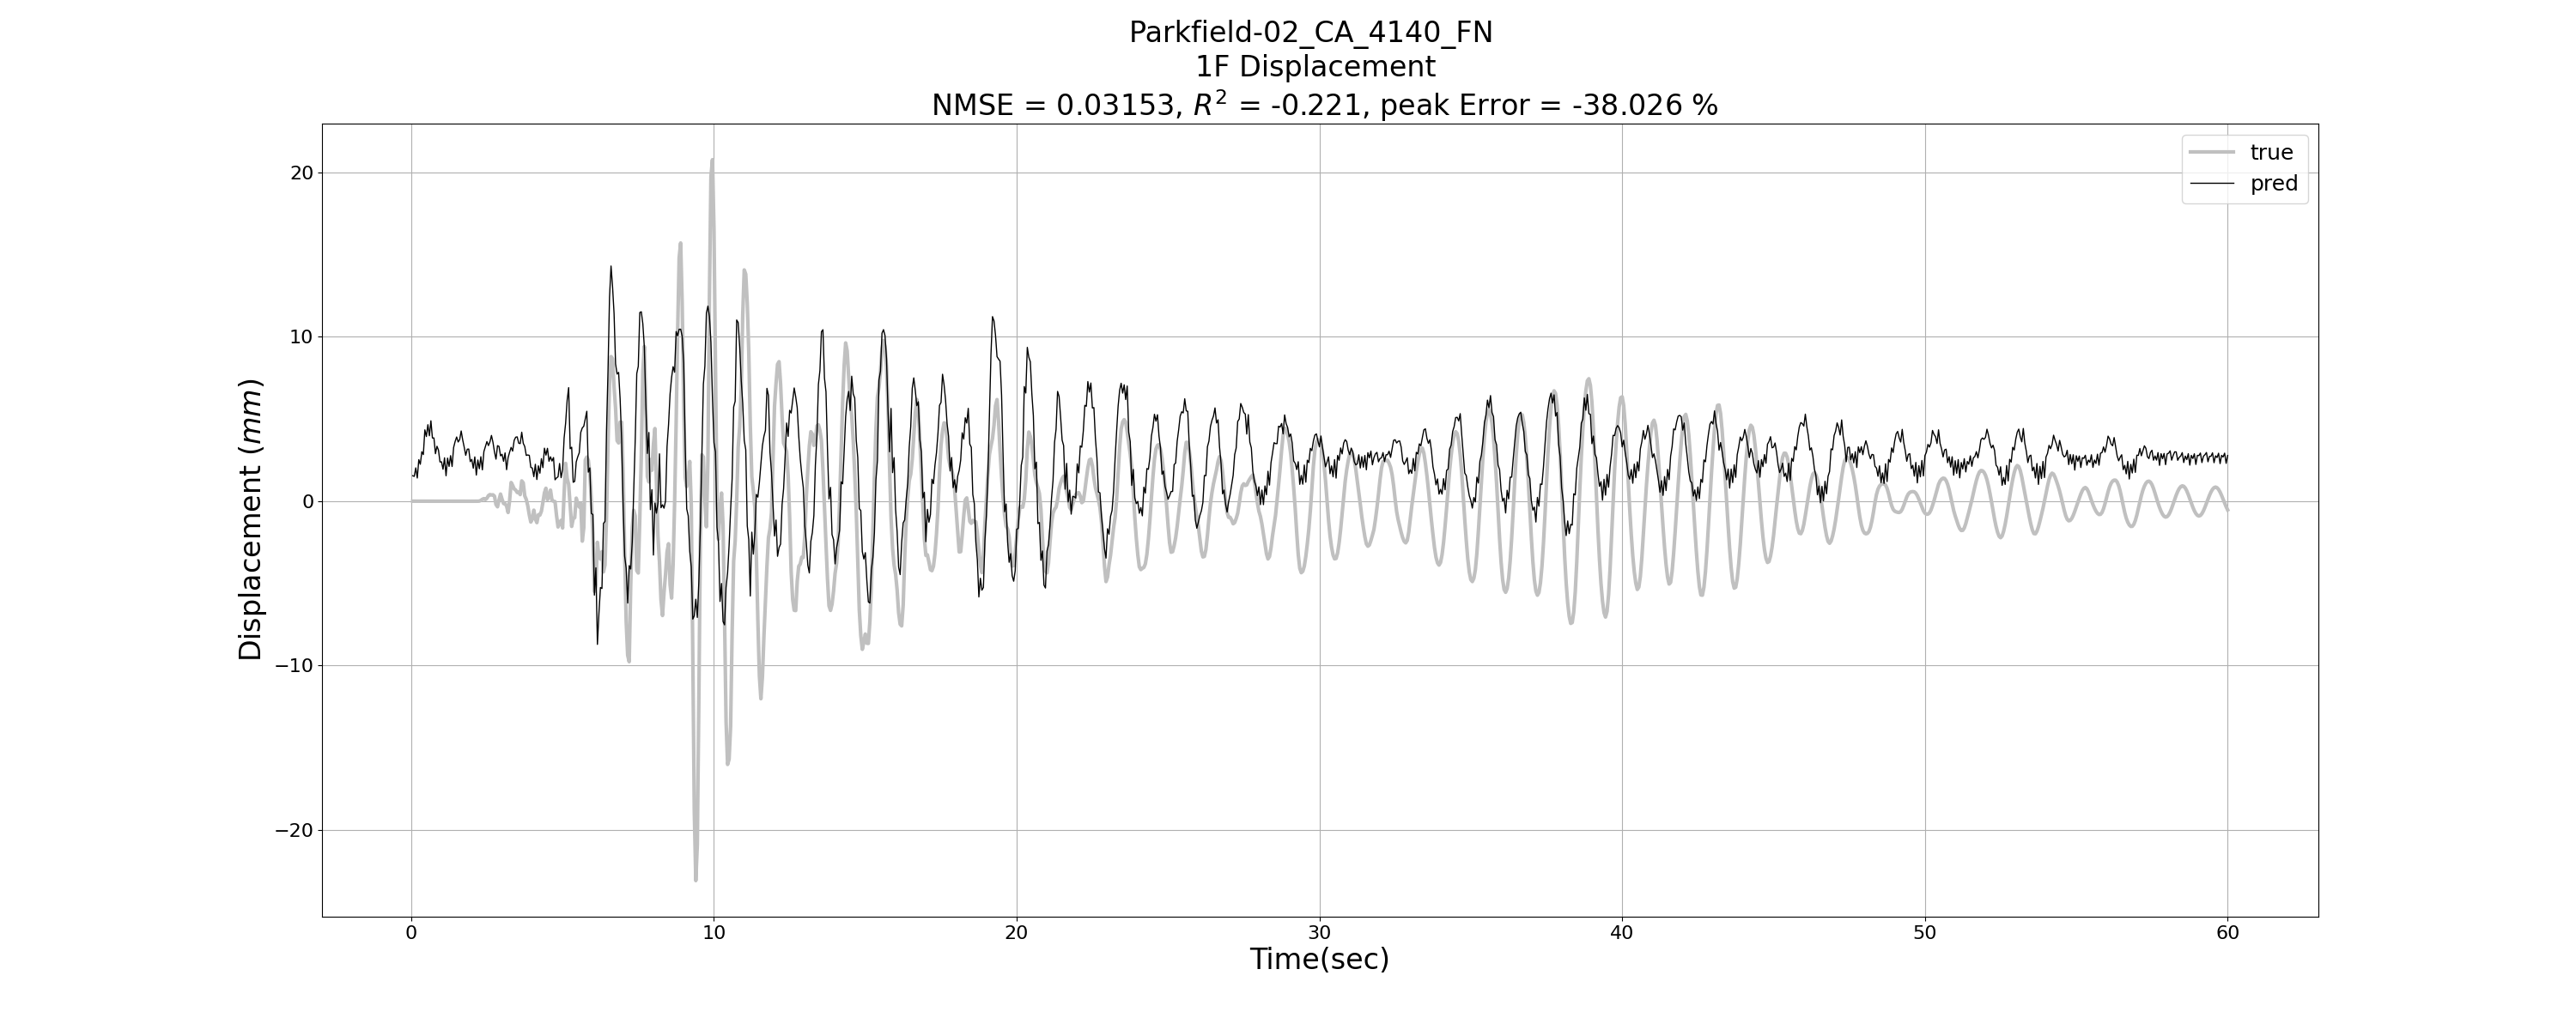 Parkfield-02_CA_4140_FN
1F Displacement
NMSE = 0.03153, R² = -0.221, peak Error = -38.026 %
true
pred
Displacement (mm)
20
10
0
−10
−20
0 10 20 30 40 50 60
Time(sec)